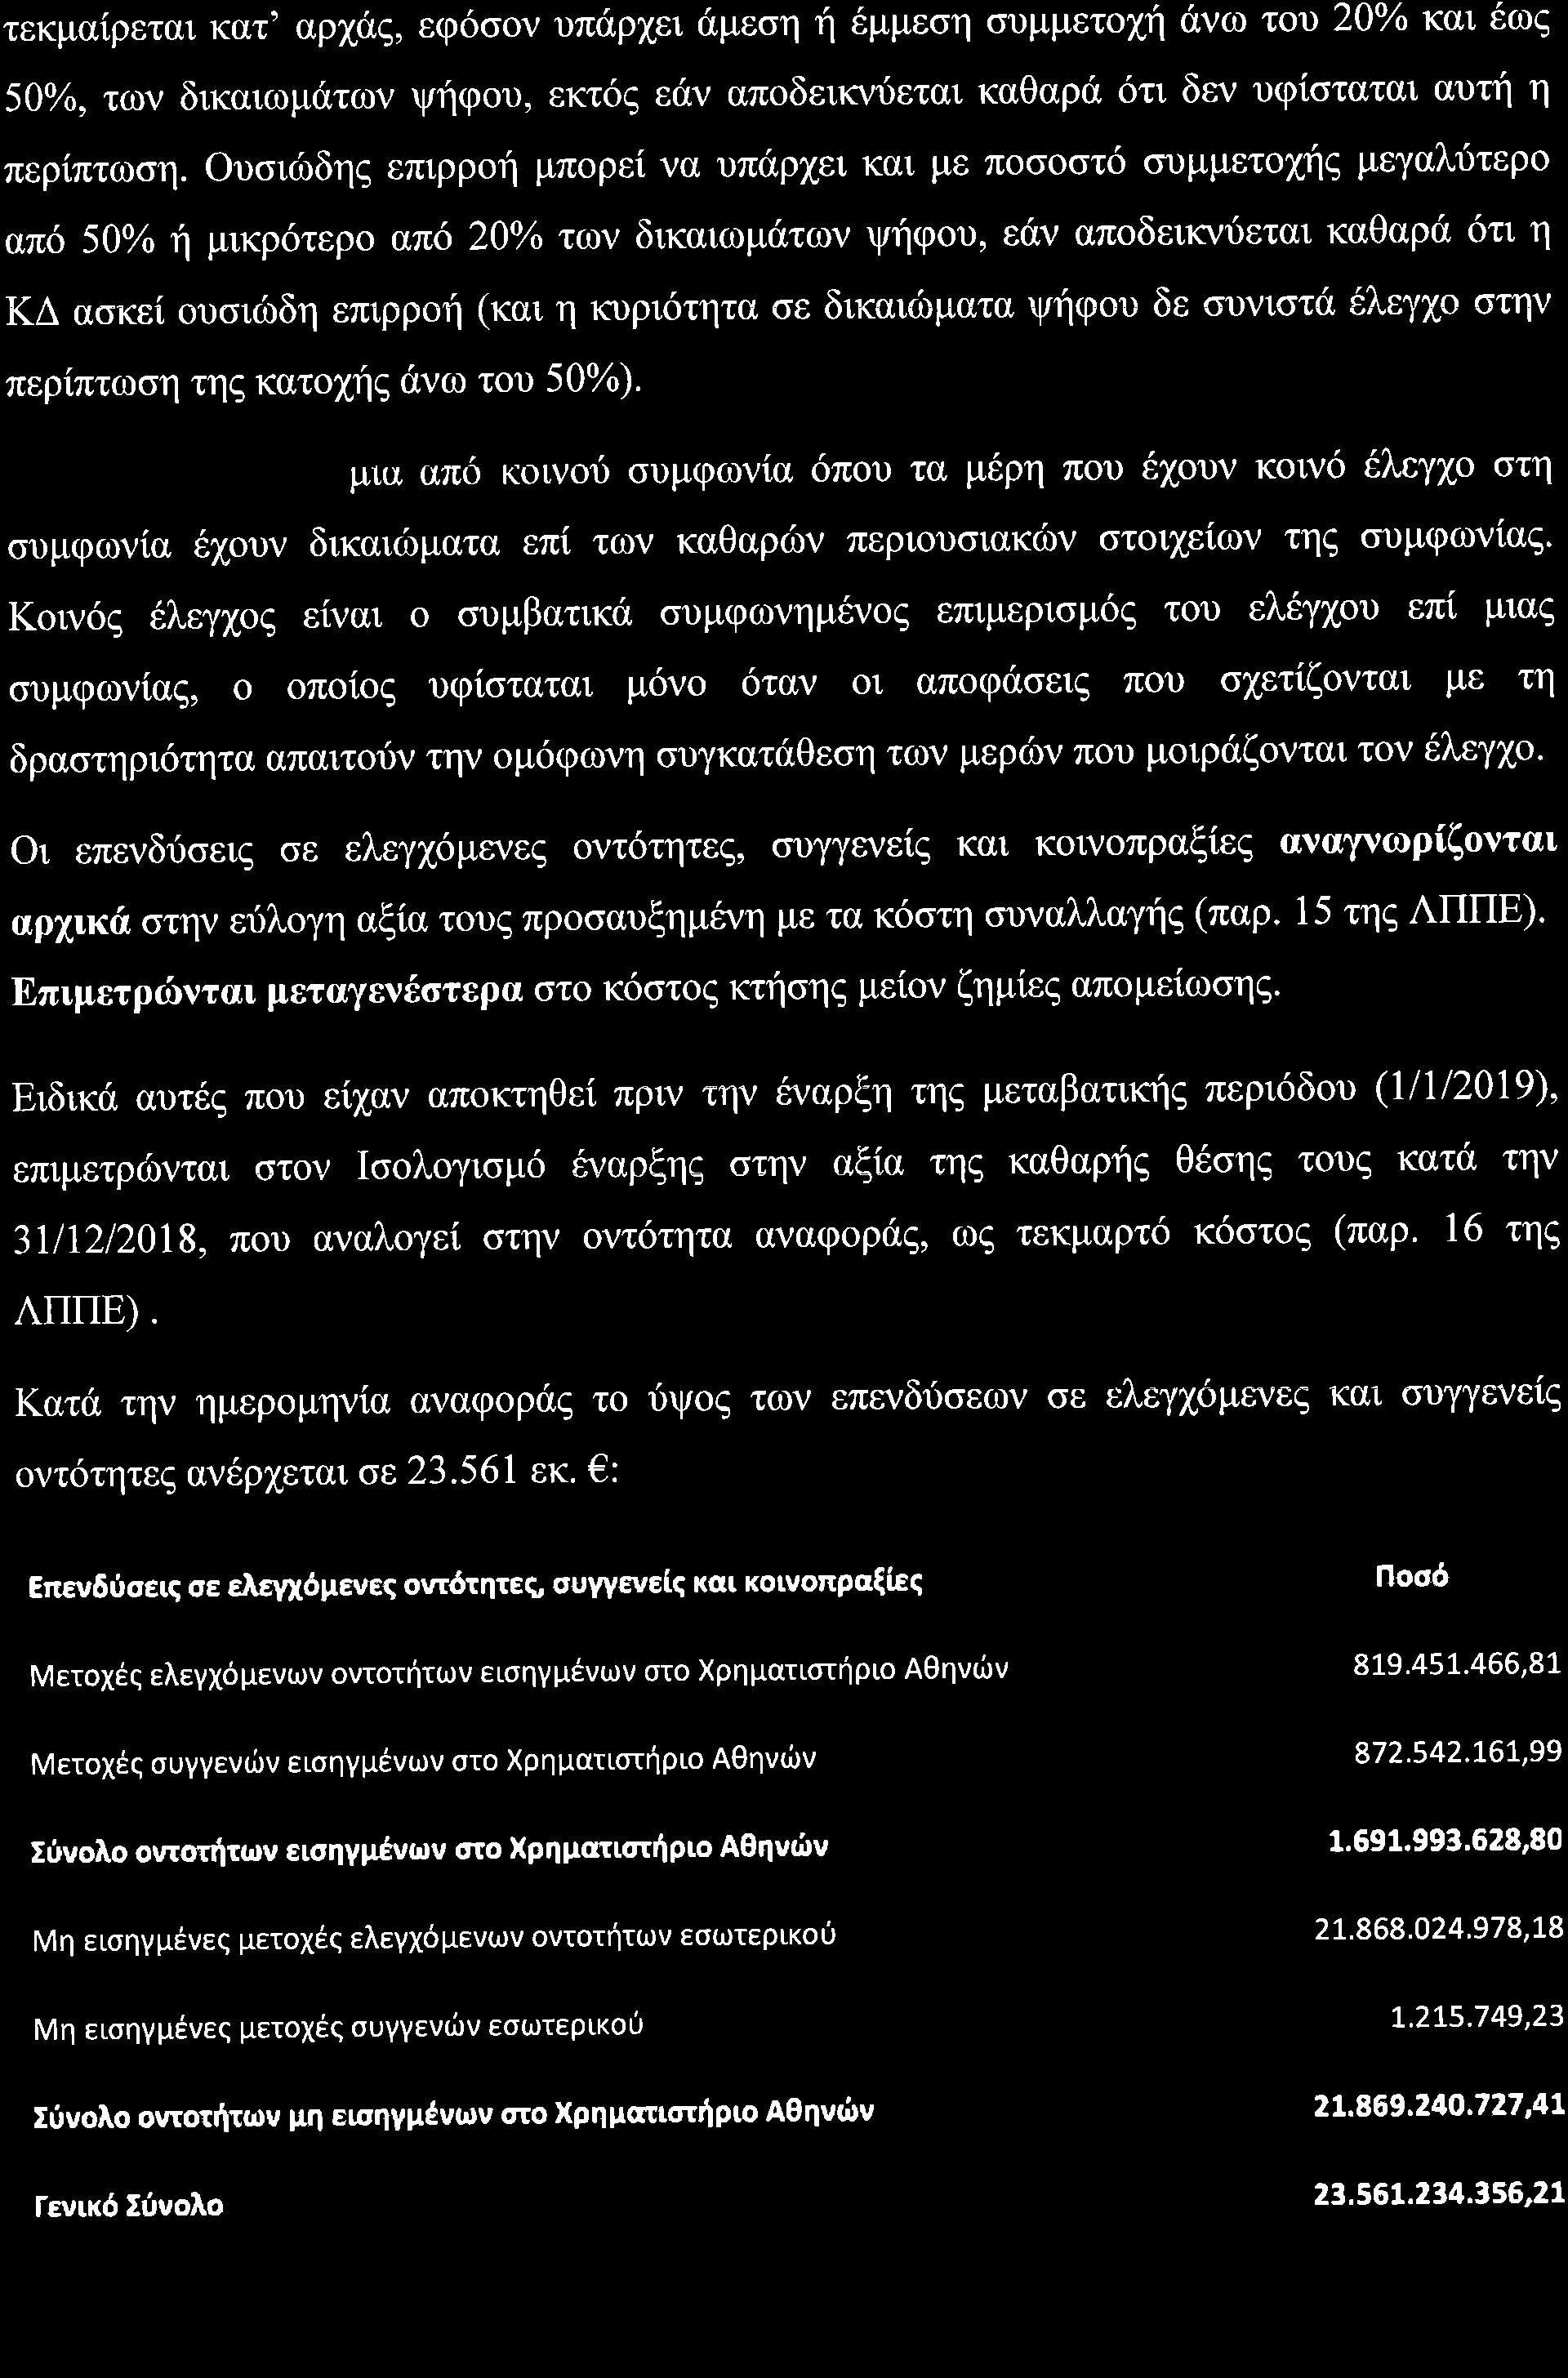 τεκμαίρεται κατ’ αρχάς, εφόσον υπάρχει άμεση ή έμμεση συμμετοχή άνω του 20% και έως
50%, των δικαιωμάτων ψήφου, εκτός εάν αποδεικνύεται καθαρά ότι δεν υφίσταται αυτή η
περίπτωση. Ουσιώδης επιρροή μπορεί να υπάρχει και με ποσοστό συμμετοχής μεγαλύτερο
από 50% ή μικρότερο από 20% των δικαιωμάτων ψήφου, εάν αποδεικνύεται καθαρά ότι η
ΚΔ ασκεί ουσιώδη επιρροή (και η κυριότητα σε δικαιώματα ψήφου δε συνιστά έλεγχο στην
περίπτωση της κατοχής άνω του 50%).
μια από κοινού συμφωνία όπου τα μέρη που έχουν κοινό έλεγχο στη
συμφωνία έχουν δικαιώματα επί των καθαρών περιουσιακών στοιχείων της συμφωνίας.
Κοινός έλεγχος είναι ο συμβατικά συμφωνημένος επιμερισμός του ελέγχου επί μιας
συμφωνίας, ο οποίος υφίσταται μόνο όταν οι αποφάσεις που σχετίζονται με τη
δραστηριότητα απαιτούν την ομόφωνη συγκατάθεση των μερών που μοιράζονται τον έλεγχο.
Οι επενδύσεις σε ελεγχόμενες οντότητες, συγγενείς και κοινοπραξίες αναγνωρίζονται
αρχικά στην εύλογη αξία τους προσαυξημένη με τα κόστη συναλλαγής (παρ. 15 της ΛΠΠΕ).
Επιμετρώνται μεταγενέστερα στο κόστος κτήσης μείον ζημίες απομείωσης.
Ειδικά αυτές που είχαν αποκτηθεί πριν την έναρξη της μεταβατικής περιόδου (1/1/2019),
επιμετρώνται στον Ισολογισμό έναρξης στην αξία της καθαρής θέσης τους κατά την
31/12/2018, που αναλογεί στην οντότητα αναφοράς, ως τεκμαρτό κόστος (παρ. 16 της
ΛΠΠΕ) .
Κατά την ημερομηνία αναφοράς το ύψος των επενδύσεων σε ελεγχόμενες και συγγενείς
οντότητες ανέρχεται σε 23.561 εκ. €:
Επενδύσεις σε ελεγχόμενες οντότητες, συγγενείς και κοινοπραξίες Ποσό
Μετοχές ελεγχόμενων οντοτήτων εισηγμένων στο Χρηματιστήριο Αθηνών 819.451.466,81
Μετοχές συγγενών εισηγμένων στο Χρηματιστήριο Αθηνών 872.542.161,99
Σύνολο οντοτήτων εισηγμένων στο Χρηματιστήριο Αθηνών 1.691.993.628,80
Μη εισηγμένες μετοχές ελεγχόμενων οντοτήτων εσωτερικού 21.868.024.978,18
Μη εισηγμένες μετοχές συγγενών εσωτερικού 1.215.749,23
Σύνολο οντοτήτων μη εισηγμένων στο Χρηματιστήριο Αθηνών 21.869.240.727,41
Γενικό Σύνολο 23.561.234.356,21